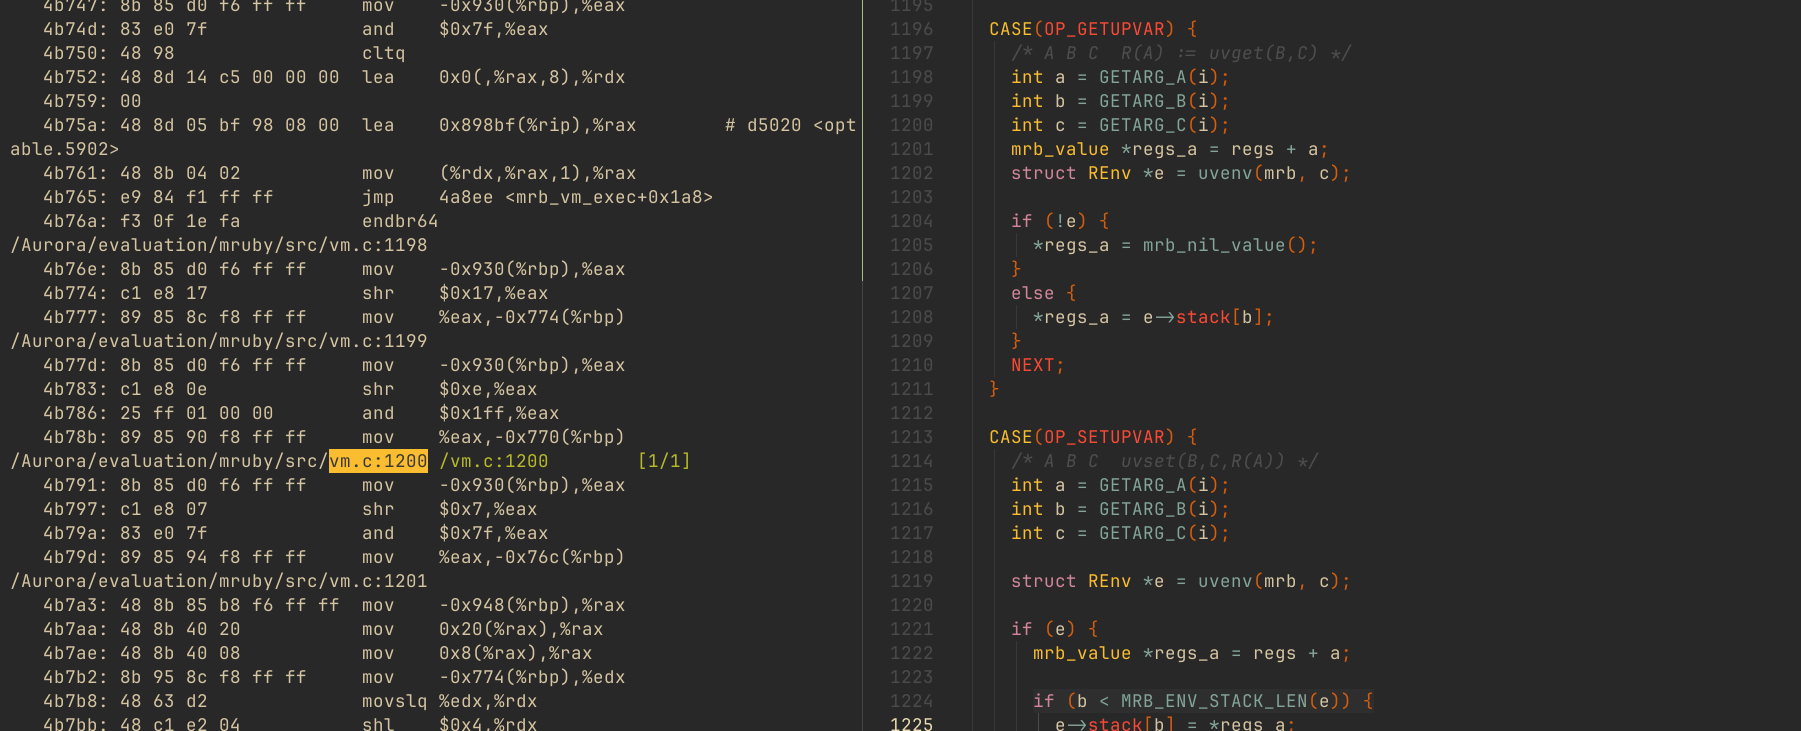 4b747: 8b 85 d0 f6 ff ff mov -0x930(%rbp),%eax
4b74d: 83 e0 7f and $0x7f,%eax
4b750: 48 98 cltq
4b752: 48 8d 14 c5 00 00 00 lea 0x0(,%rax,8),%rdx
4b759: 00
4b75a: 48 8d 05 bf 98 08 00 lea 0x898bf(%rip),%rax # d5020 <opt
able.5902>
4b761: 48 8b 04 02 mov (%rdx,%rax,1),%rax
4b765: e9 84 f1 ff ff jmp 4a8ee <mrb_vm_exec+0x1a8>
4b76a: f3 0f 1e fa endbr64
/Aurora/evaluation/mruby/src/vm.c:1198
4b76e: 8b 85 d0 f6 ff ff mov -0x930(%rbp),%eax
4b774: c1 e8 17 shr $0x17,%eax
4b777: 89 85 8c f8 ff ff mov %eax,-0x774(%rbp)
/Aurora/evaluation/mruby/src/vm.c:1199
4b77d: 8b 85 d0 f6 ff ff mov -0x930(%rbp),%eax
4b783: c1 e8 0e shr $0xe,%eax
4b786: 25 ff 01 00 00 and $0x1ff,%eax
4b78b: 89 85 90 f8 ff ff mov %eax,-0x770(%rbp)
/Aurora/evaluation/mruby/src/vm.c:1200 /vm.c:1200 [1/1]
4b791: 8b 85 d0 f6 ff ff mov -0x930(%rbp),%eax
4b797: c1 e8 07 shr $0x7,%eax
4b79a: 83 e0 7f and $0x7f,%eax
4b79d: 89 85 94 f8 ff ff mov %eax,-0x76c(%rbp)
/Aurora/evaluation/mruby/src/vm.c:1201
4b7a3: 48 8b 85 b8 f6 ff ff mov -0x948(%rbp),%rax
4b7aa: 48 8b 40 20 mov 0x20(%rax),%rax
4b7ae: 48 8b 40 08 mov 0x8(%rax),%rax
4b7b2: 8b 95 8c f8 ff ff mov -0x774(%rbp),%edx
4b7b8: 48 63 d2 movslq %edx,%rdx
4b7bb: 48 c1 e2 04 shl $0x4,%rdx
1195
1196 CASE(OP_GETUPVAR) {
1197 /* A B C R(A) := uvget(B,C) */
1198 int a = GETARG_A(i);
1199 int b = GETARG_B(i);
1200 int c = GETARG_C(i);
1201 mrb_value *regs_a = regs + a;
1202 struct REnv *e = uvenv(mrb, c);
1203
1204 if (!e) {
1205 *regs_a = mrb_nil_value();
1206 }
1207 else {
1208 *regs_a = e->stack[b];
1209 }
1210 NEXT;
1211 }
1212
1213 CASE(OP_SETUPVAR) {
1214 /* A B C uvset(B,C,R(A)) */
1215 int a = GETARG_A(i);
1216 int b = GETARG_B(i);
1217 int c = GETARG_C(i);
1218
1219 struct REnv *e = uvenv(mrb, c);
1220
1221 if (e) {
1222 mrb_value *regs_a = regs + a;
1223
1224 if (b < MRB_ENV_STACK_LEN(e)) {
1225 e->stack[b] = *regs_a;